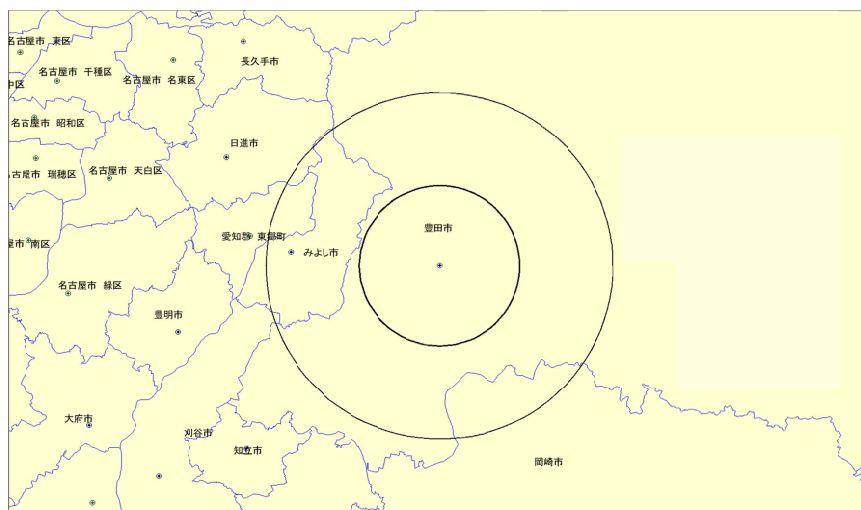 名古屋市 東区
長久手市
名古屋市 千種区
名古屋市 名東区
中区
名古屋市 昭和区
日進市
名古屋市 瑞穂区
名古屋市 天白区
豊田市
愛知郡 東郷町
屋市 南区
みよし市
名古屋市 緑区
豊明市
大府市
刈谷市
知立市
岡崎市